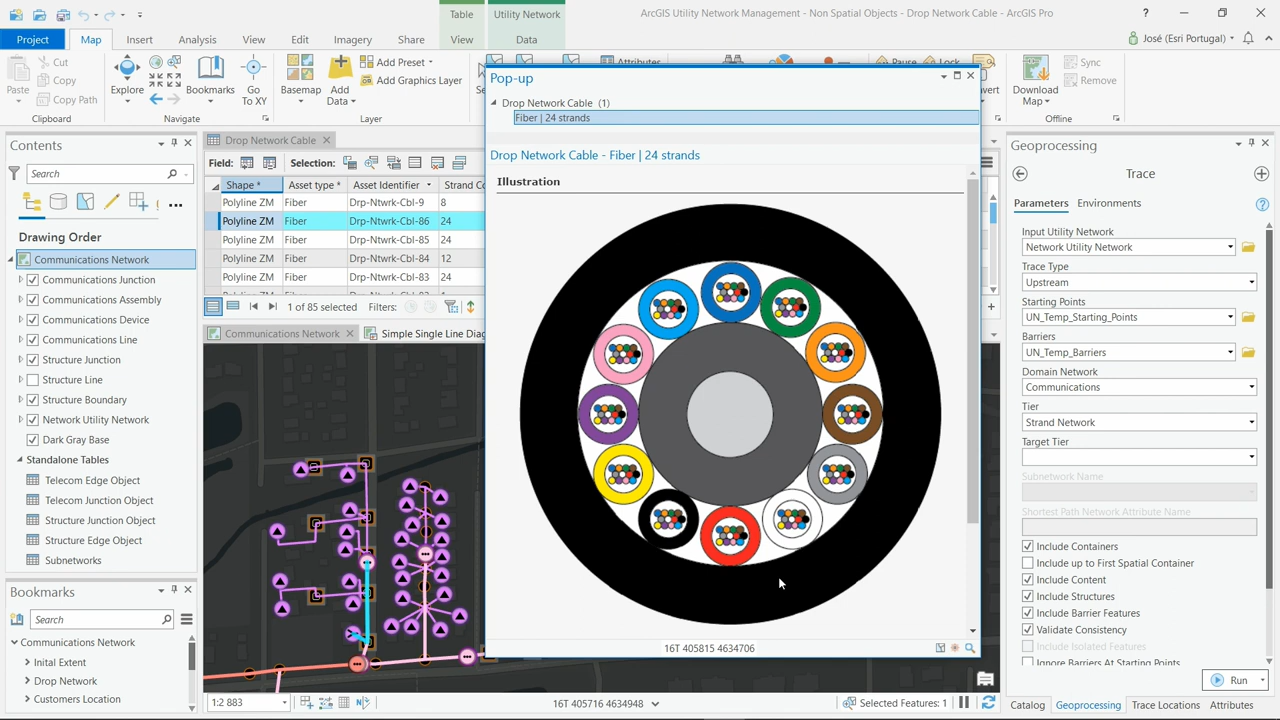 Table
Utility Network
ArcGIS Utility Network Management - Non Spatial Objects - Drop Network Cable - ArcGIS Pro
?
Project
Map
Insert
Analysis
View
Edit
Imagery
Share
View
Data
José (Esri Portugal)
Paste
Cut
Copy
Copy Path
Clipboard
Explore
Bookmarks
Go To XY
Navigate
Basemap
Add Data
Add Preset
Add Graphics Layer
Layer
Attributes
Pause
Lock
Download Map
Sync
Remove
Offline
Contents
Search
Drawing Order
Communications Network
Communications Junction
Communications Assembly
Communications Device
Communications Line
Structure Junction
Structure Line
Structure Boundary
Network Utility Network
Dark Gray Base
Standalone Tables
Telecom Edge Object
Telecom Junction Object
Structure Junction Object
Structure Edge Object
Subnetworks
Bookmarks
Search
Communications Network
Inital Extent
Drop Network
Customers Location
Drop Network Cable
Field:
Selection:
Shape * Asset type * Asset Identifier Strand Co
Polyline ZM Fiber Drp-Ntwrk-Cbl-9 8
Polyline ZM Fiber Drp-Ntwrk-Cbl-86 24
Polyline ZM Fiber Drp-Ntwrk-Cbl-85 24
Polyline ZM Fiber Drp-Ntwrk-Cbl-84 12
Polyline ZM Fiber Drp-Ntwrk-Cbl-83 24
1 of 85 selected
Filters:
Communications Network
Simple Single Line Diag
1:2 883
16T 405716 4634948
Selected Features: 1
Pop-up
Drop Network Cable (1)
Fiber | 24 strands
Drop Network Cable - Fiber | 24 strands
Illustration
16T 405815 4634706
Geoprocessing
Trace
Parameters
Environments
Input Utility Network
Network Utility Network
Trace Type
Upstream
Starting Points
UN_Temp_Starting_Points
Barriers
UN_Temp_Barriers
Domain Network
Communications
Tier
Strand Network
Target Tier
Subnetwork Name
Shortest Path Network Attribute Name
Include Containers
Include up to First Spatial Container
Include Content
Include Structures
Include Barrier Features
Validate Consistency
Include Isolated Features
Ignore Barriers At Starting Points
Run
Catalog
Geoprocessing
Trace Locations
Attributes